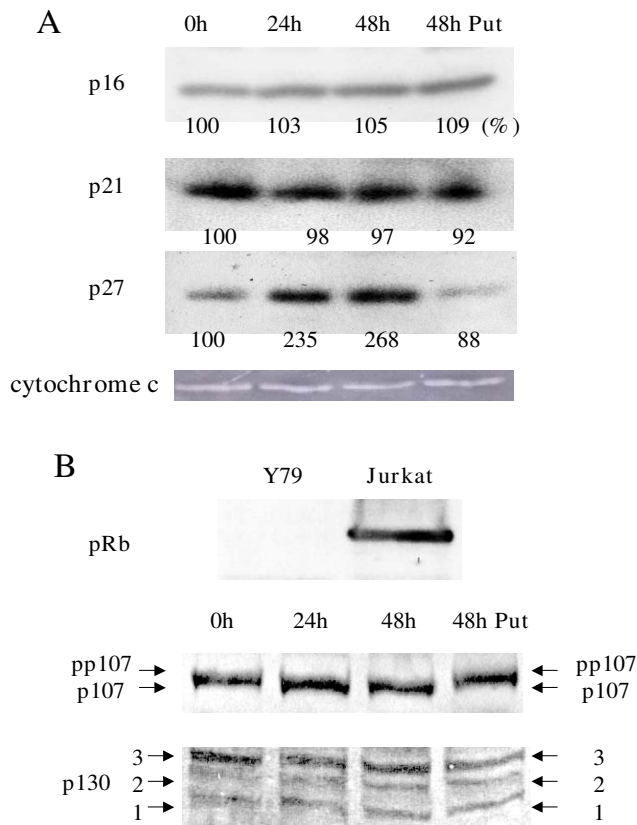 A
0h 24h 48h 48h Put
p16
100 103 105 109 (%)
p21
100 98 97 92
p27
100 235 268 88
cytochrome c
B
Y79 Jurkat
pRb
0h 24h 48h 48h Put
pp107 pp107
p107 p107
3 3
p130 2 2
1 1